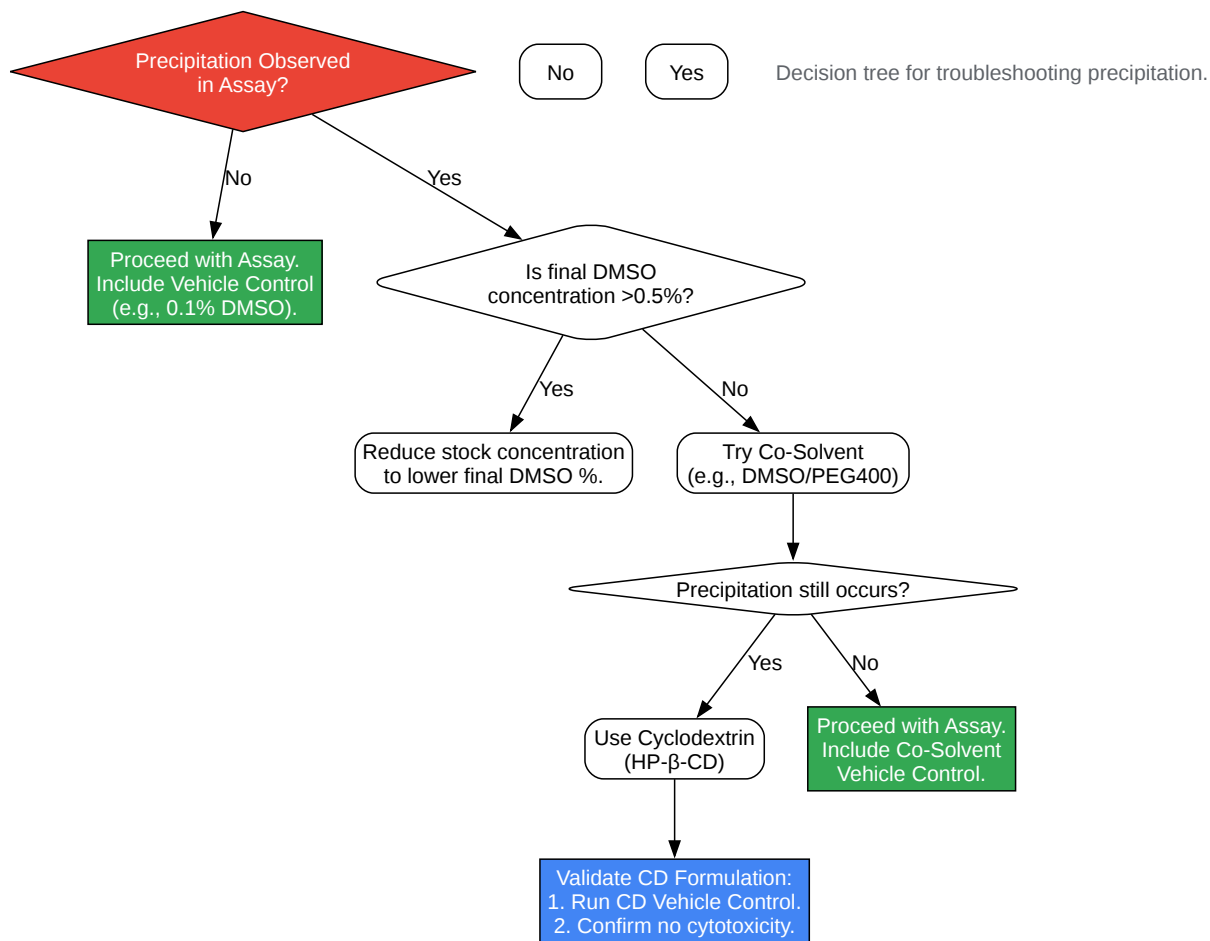 Precipitation Observed
in Assay?
No
Yes
Decision tree for troubleshooting precipitation.
No
Yes
Proceed with Assay.
Include Vehicle Control
(e.g., 0.1% DMSO).
Is final DMSO
concentration >0.5%?
Yes
No
Reduce stock concentration
to lower final DMSO %.
Try Co-Solvent
(e.g., DMSO/PEG400)
Precipitation still occurs?
Yes
No
Use Cyclodextrin
(HP-β-CD)
Proceed with Assay.
Include Co-Solvent
Vehicle Control.
Validate CD Formulation:
1. Run CD Vehicle Control.
2. Confirm no cytotoxicity.